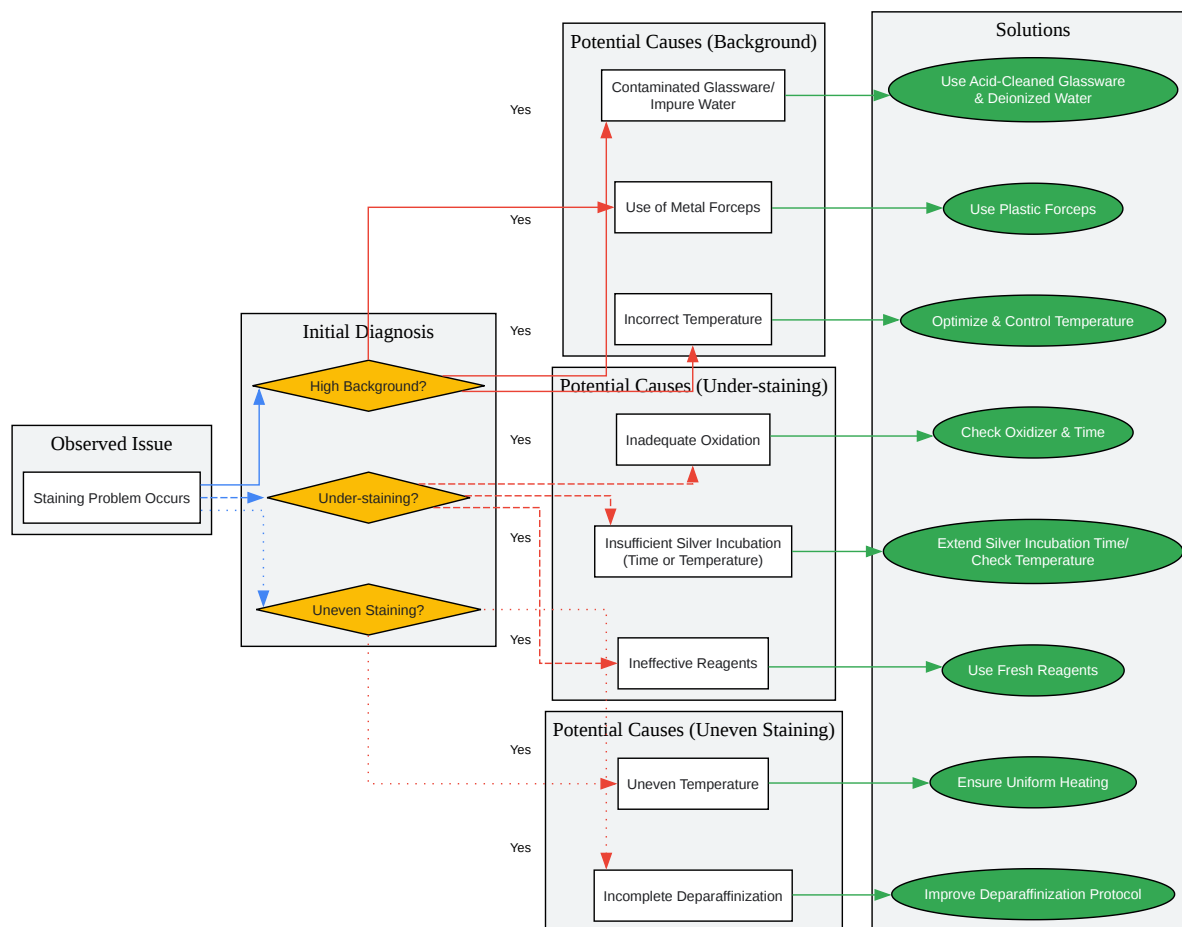 Observed Issue
Staining Problem Occurs
Initial Diagnosis
High Background?
Under-staining?
Uneven Staining?
Yes
Yes
Yes
Yes
Yes
Yes
Yes
Yes
Potential Causes (Background)
Contaminated Glassware/
Impure Water
Use of Metal Forceps
Incorrect Temperature
Potential Causes (Under-staining)
Inadequate Oxidation
Insufficient Silver Incubation
(Time or Temperature)
Ineffective Reagents
Potential Causes (Uneven Staining)
Uneven Temperature
Incomplete Deparaffinization
Solutions
Use Acid-Cleaned Glassware
& Deionized Water
Use Plastic Forceps
Optimize & Control Temperature
Check Oxidizer & Time
Extend Silver Incubation Time/
Check Temperature
Use Fresh Reagents
Ensure Uniform Heating
Improve Deparaffinization Protocol